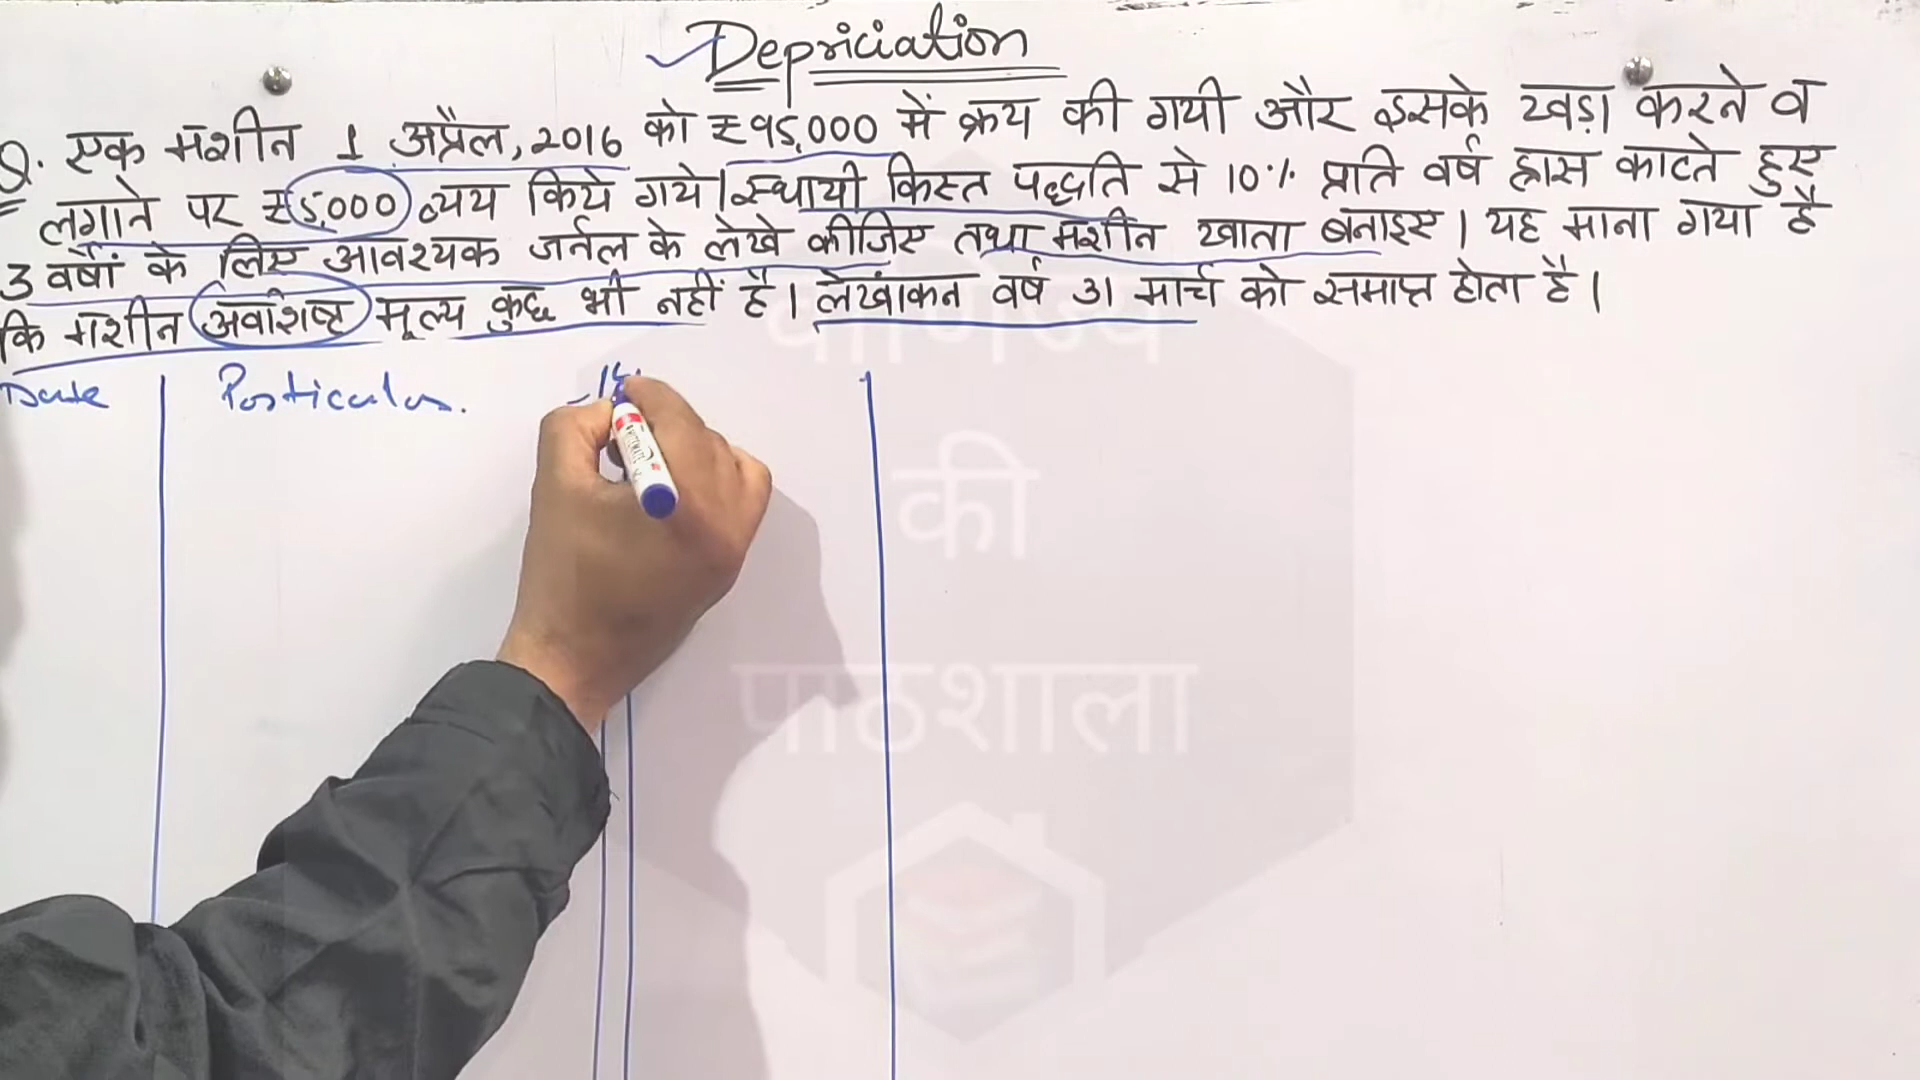 Depriciation
Q. एक मशीन 1 अप्रैल, 2016 को ₹95,000 में क्रय की गयी और इसके खड़ा करने व
लगाने पर ₹5,000 व्यय किये गये। स्थायी किस्त पद्धति से 10% प्रति वर्ष ह्रास काटते हुए
3 वर्षों के लिए आवश्यक जर्नल के लेखे कीजिए तथा मशीन खाता बनाइए। यह माना गया है
कि मशीन अवशिष्ट मूल्य कुछ भी नहीं है। लेखांकन वर्ष 31 मार्च को समाप्त होता है।
Date Particulars.
वाणिज्य
की
पाठशाला